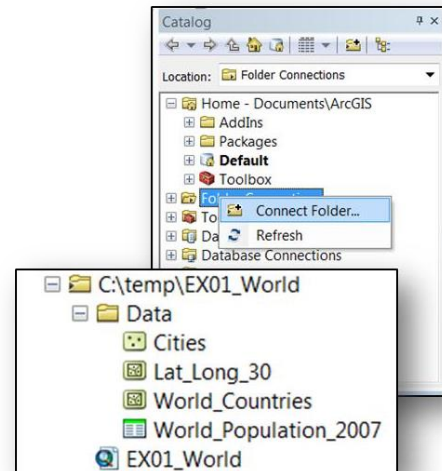 Catalog
Location: Folder Connections
Home - Documents\ArcGIS
AddIns
Packages
Default
Toolbox
Connect Folder...
Refresh
Database Connections
C:\temp\EX01_World
Data
Cities
Lat_Long_30
World_Countries
World_Population_2007
EX01_World